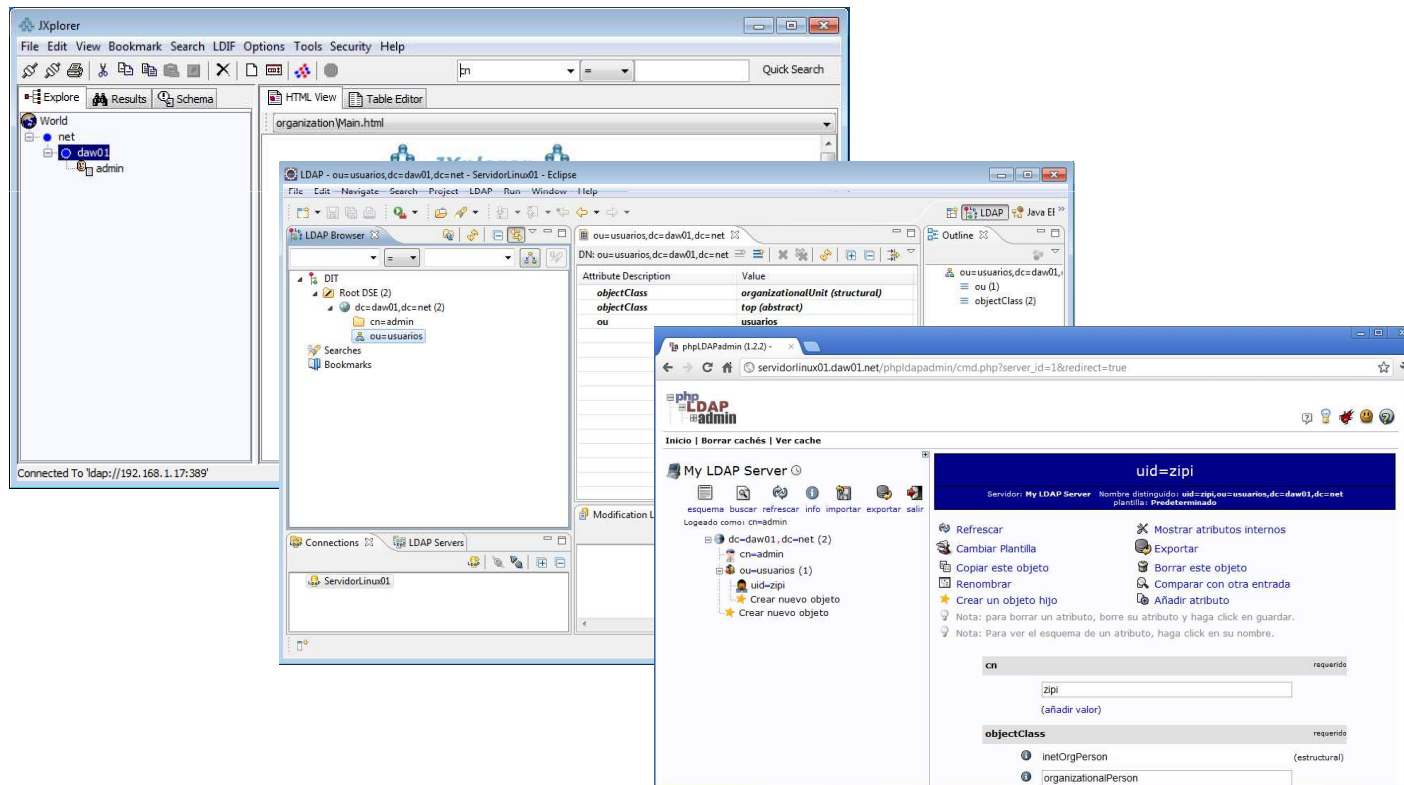 JXplorer
File Edit View Bookmark Search LDIF Options Tools Security Help
cn = Quick Search
Explore Results Schema
HTML View Table Editor
World
net
daw01
admin
organization\Main.html
Connected To 'ldap://192.168.1.17:389'
LDAP - ou=usuarios,dc=daw01,dc=net - ServidorLinux01 - Eclipse
File Edit Navigate Search Project LDAP Run Window Help
LDAP Java El
LDAP Browser
=
DIT
Root DSE (2)
dc=daw01,dc=net (2)
cn=admin
ou=usuarios
Searches
Bookmarks
Connections LDAP Servers
ServidorLinux01
ou=usuarios,dc=daw01,dc=net
DN: ou=usuarios,dc=daw01,dc=net
Attribute Description Value
objectClass organizationalUnit (structural)
objectClass top (abstract)
ou usuarios
Modification L
Outline
ou=usuarios,dc=daw01,
ou (1)
objectClass (2)
phpLDAPadmin (1.2.2) -
servidorlinux01.daw01.net/phpldapadmin/cmd.php?server_id=1&redirect=true
php
LDAP
admin
Inicio | Borrar cachés | Ver cache
My LDAP Server
esquema buscar refrescar info importar exportar salir
Logeado como: cn=admin
dc=daw01,dc=net (2)
cn=admin
ou=usuarios (1)
uid=zipi
Crear nuevo objeto
Crear nuevo objeto
uid=zipi
Servidor: My LDAP Server Nombre distinguido: uid=zipi,ou=usuarios,dc=daw01,dc=net
plantilla: Predeterminado
Refrescar Mostrar atributos internos
Cambiar Plantilla Exportar
Copiar este objeto Borrar este objeto
Renombrar Comparar con otra entrada
Crear un objeto hijo Añadir atributo
Nota: para borrar un atributo, borre su atributo y haga click en guardar.
Nota: Para ver el esquema de un atributo, haga click en su nombre.
cn requerido
zipi
(añadir valor)
objectClass requerido
inetOrgPerson (estructural)
organizationalPerson